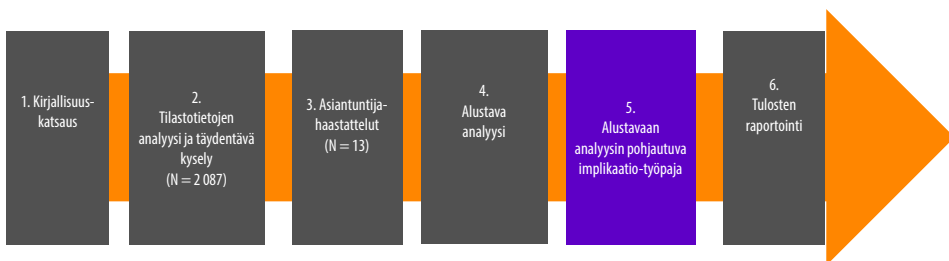 1. Kirjallisuus-
katsaus
2.
Tilastotietojen
analyysi ja täydentävä
kysely
(N = 2 087)
3. Asiantuntija-
haastattelut
(N = 13)
4.
Alustava
analyysi
5.
Alustavaan
analyysin pohjautuva
implikaatio-työpaja
6.
Tulosten
raportointi